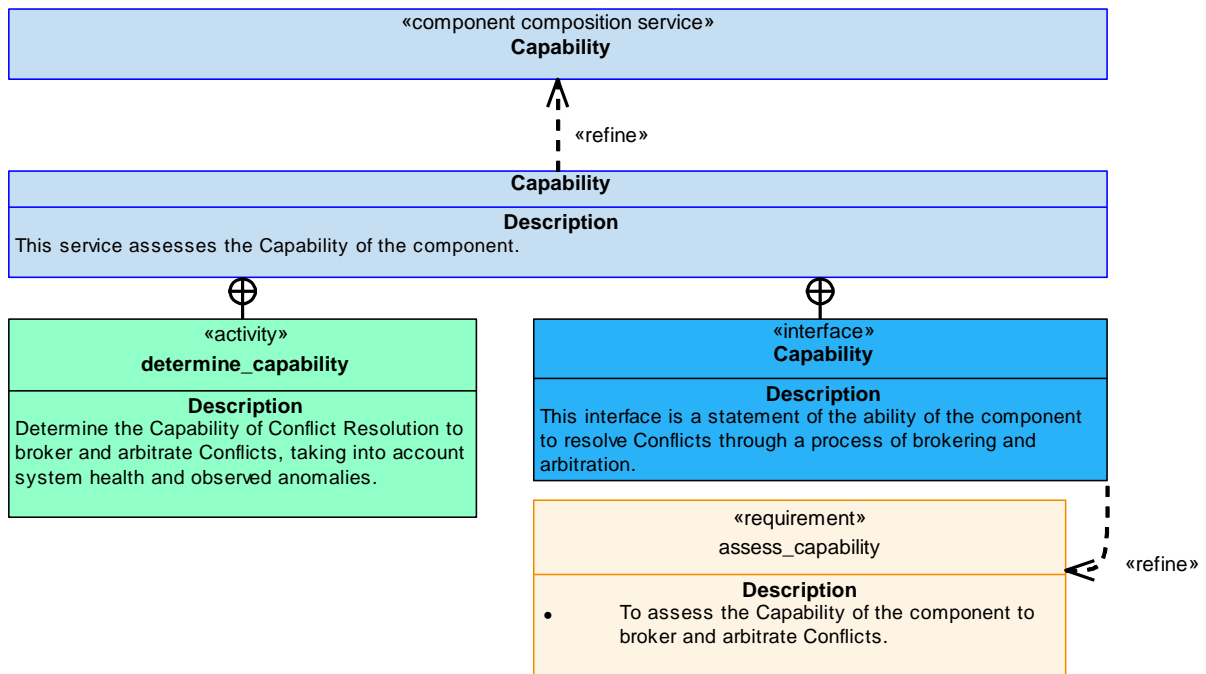 «component composition service»
Capability
«refine»
Capability
Description
This service assesses the Capability of the component.
«activity»
determine_capability
Description
Determine the Capability of Conflict Resolution to
broker and arbitrate Conflicts, taking into account
system health and observed anomalies.
«interface»
Capability
Description
This interface is a statement of the ability of the component
to resolve Conflicts through a process of brokering and
arbitration.
«requirement»
assess_capability
«refine»
Description
• To assess the Capability of the component to
broker and arbitrate Conflicts.